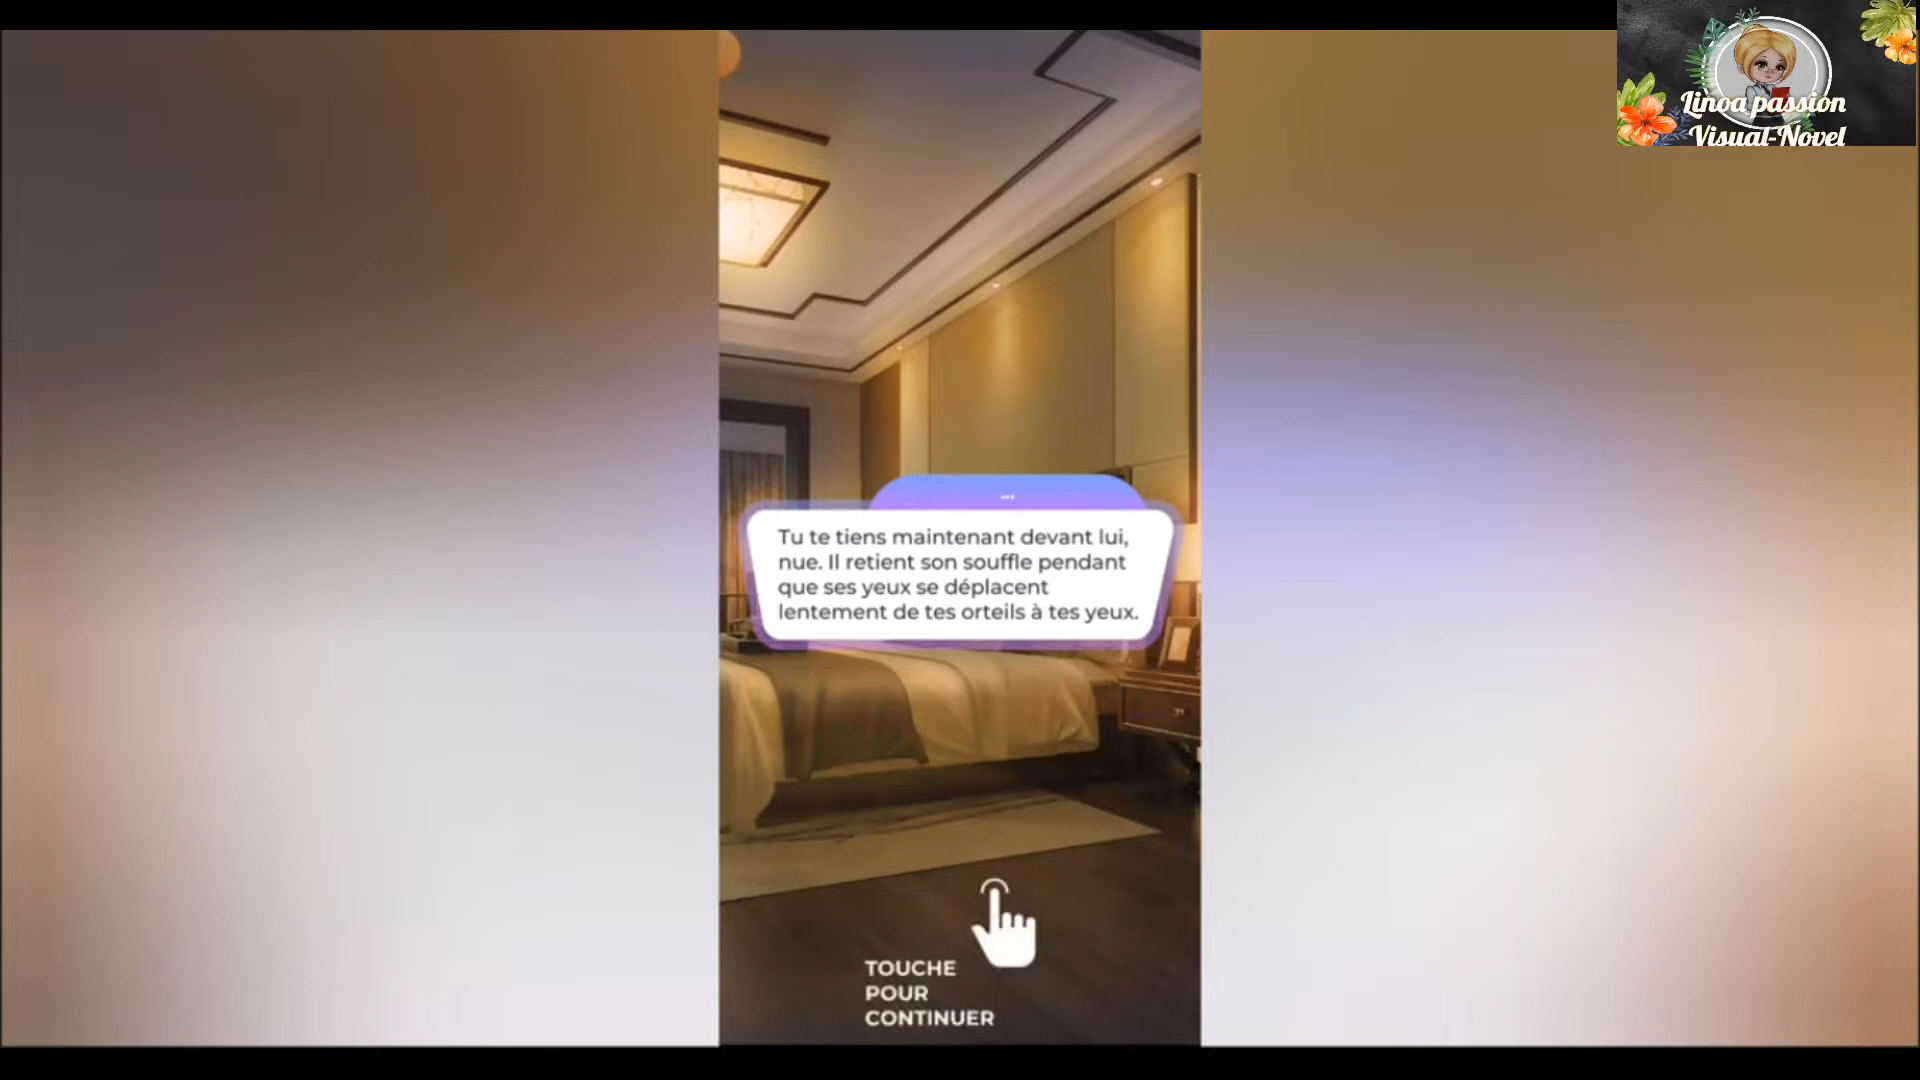 Linoa passion
Visual-Novel
...
Tu te tiens maintenant devant lui,
nue. Il retient son souffle pendant
que ses yeux se déplacent
lentement de tes orteils à tes yeux.
TOUCHE
POUR
CONTINUER